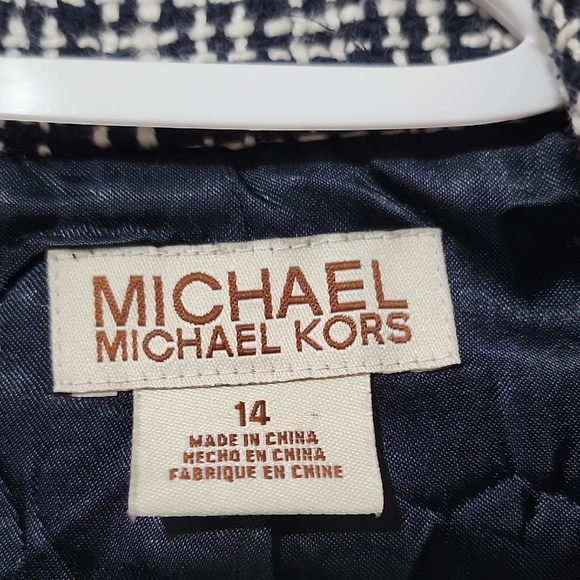 MICHAEL
MICHAEL KORS
14
MADE IN CHINA
HECHO EN CHINA
FABRIQUE EN CHINE